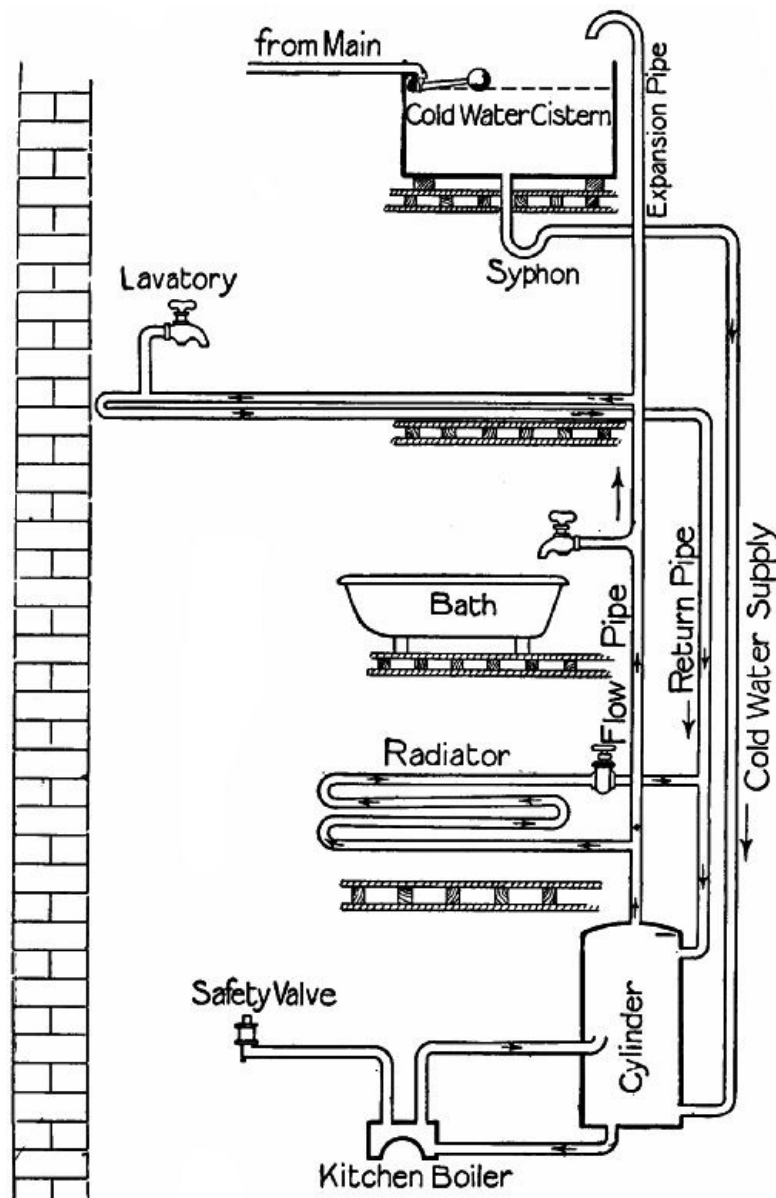 from Main
Cold Water Cistern
Expansion Pipe
Syphon
Lavatory
Bath
Flow Pipe
Return Pipe
Cold Water Supply
Radiator
Safety Valve
Cylinder
Kitchen Boiler